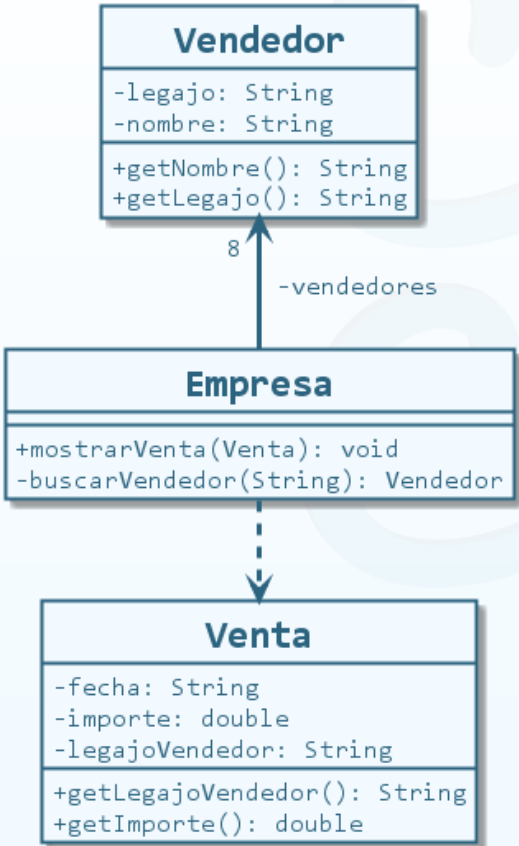 Vendedor
-legajo: String
-nombre: String
+getNombre(): String
+getLegajo(): String
8
-vendedores
Empresa
+mostrarVenta(Venta): void
-buscarVendedor(String): Vendedor
Venta
-fecha: String
-importe: double
-legajoVendedor: String
+getLegajoVendedor(): String
+getImporte(): double